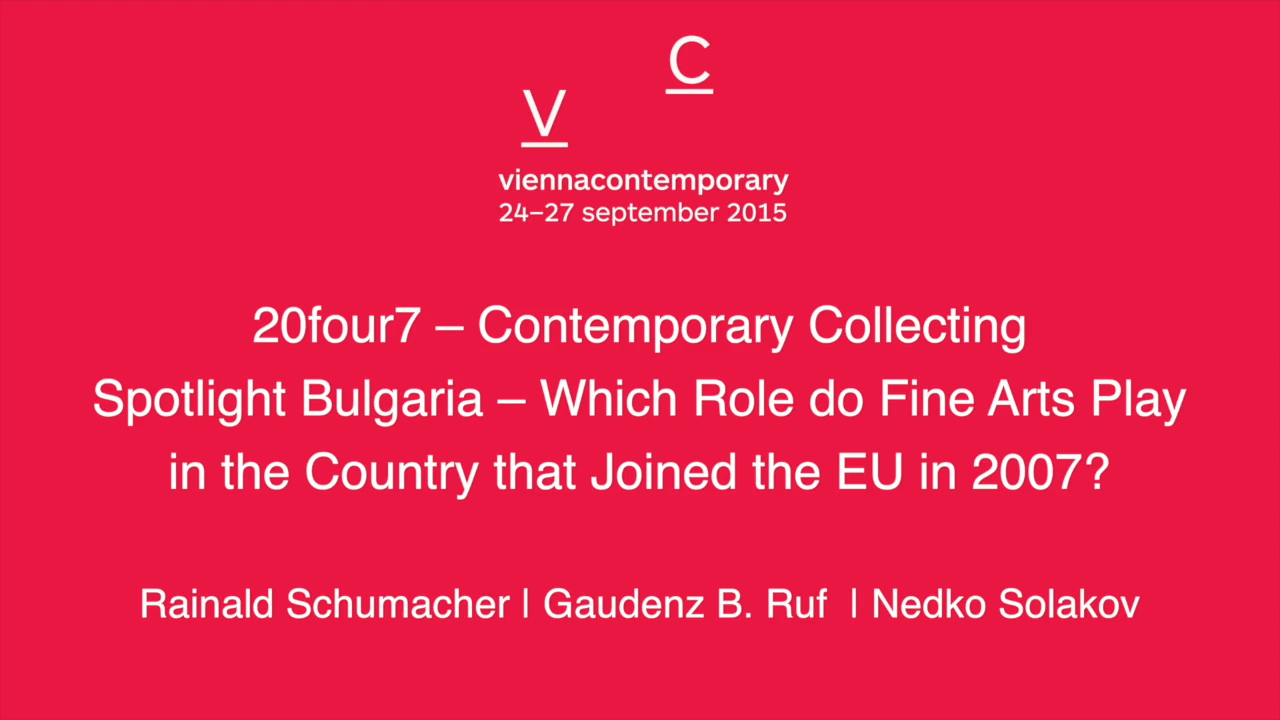 V C
viennacontemporary
24–27 september 2015
20four7 – Contemporary Collecting
Spotlight Bulgaria – Which Role do Fine Arts Play
in the Country that Joined the EU in 2007?
Rainald Schumacher | Gaudenz B. Ruf | Nedko Solakov